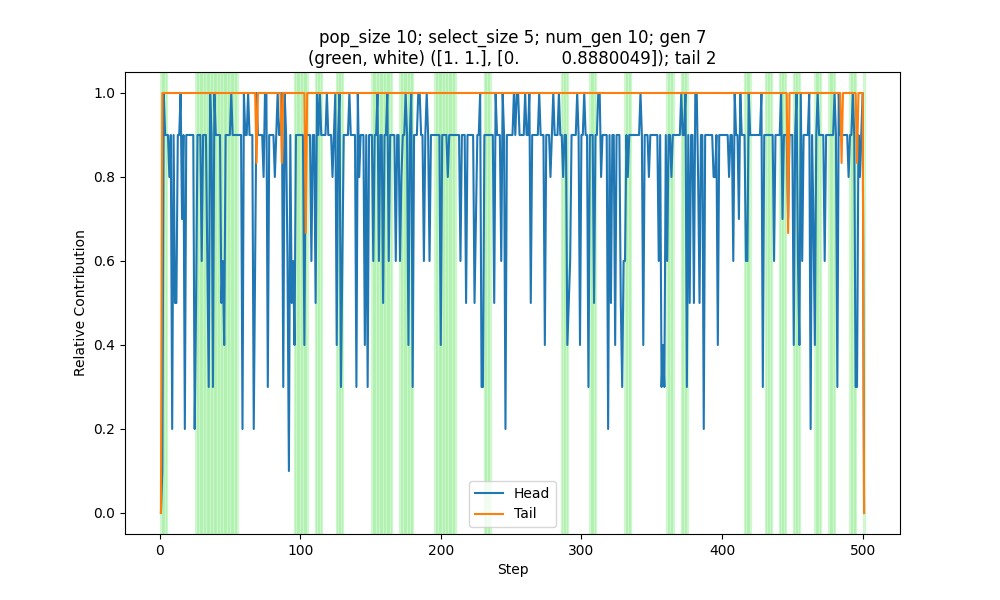 pop_size 10; select_size 5; num_gen 10; gen 7
(green, white) ([1. 1.], [0.         0.8880049]); tail 2
Relative Contribution
1.0
0.8
0.6
0.4
0.2
0.0
Head
Tail
0
100
200
300
400
500
Step